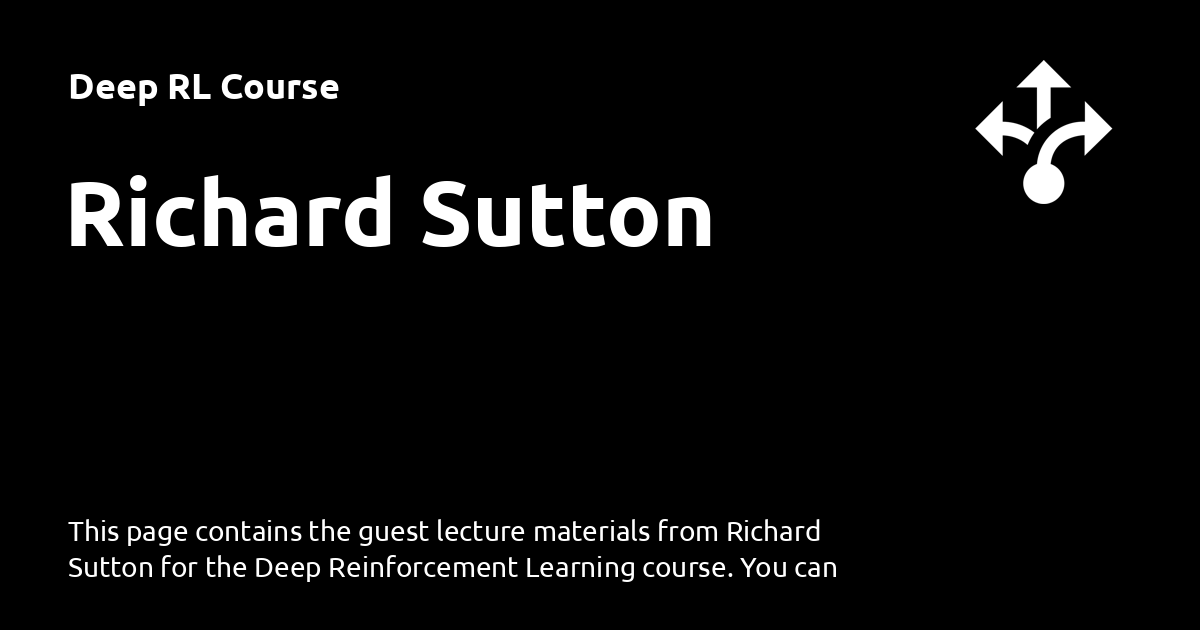 Deep RL Course
Richard Sutton
This page contains the guest lecture materials from Richard
Sutton for the Deep Reinforcement Learning course. You can